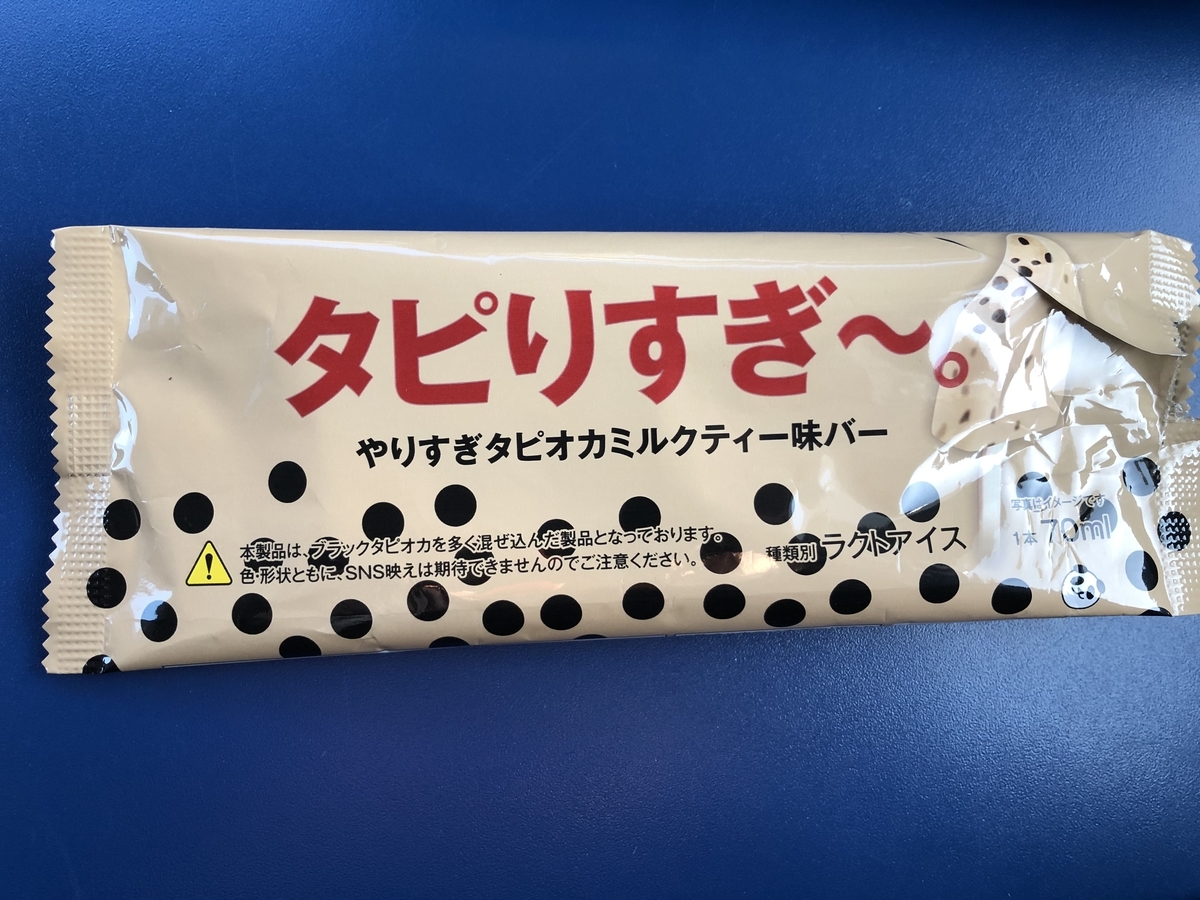 タピりすぎ〜。
やりすぎタピオカミルクティー味バー
本製品は、ブラックタピオカを多く混ぜ込んだ製品となっております。
色・形状ともに、SNS映えは期待できませんのでご注意ください。
種類別 ラクトアイス
写真はイメージです
1本 70ml